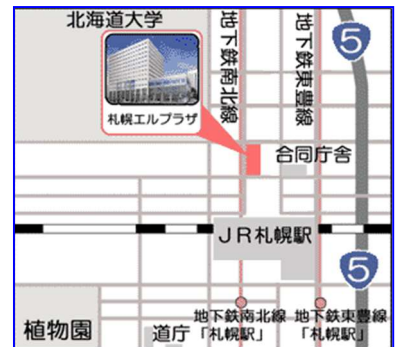 北海道大学
地下鉄南北線
地下鉄東豊線
5
札幌エルプラザ
合同庁舎
JR札幌駅
5
植物園
道庁
地下鉄南北線
「札幌駅」
地下鉄東豊線
「札幌駅」